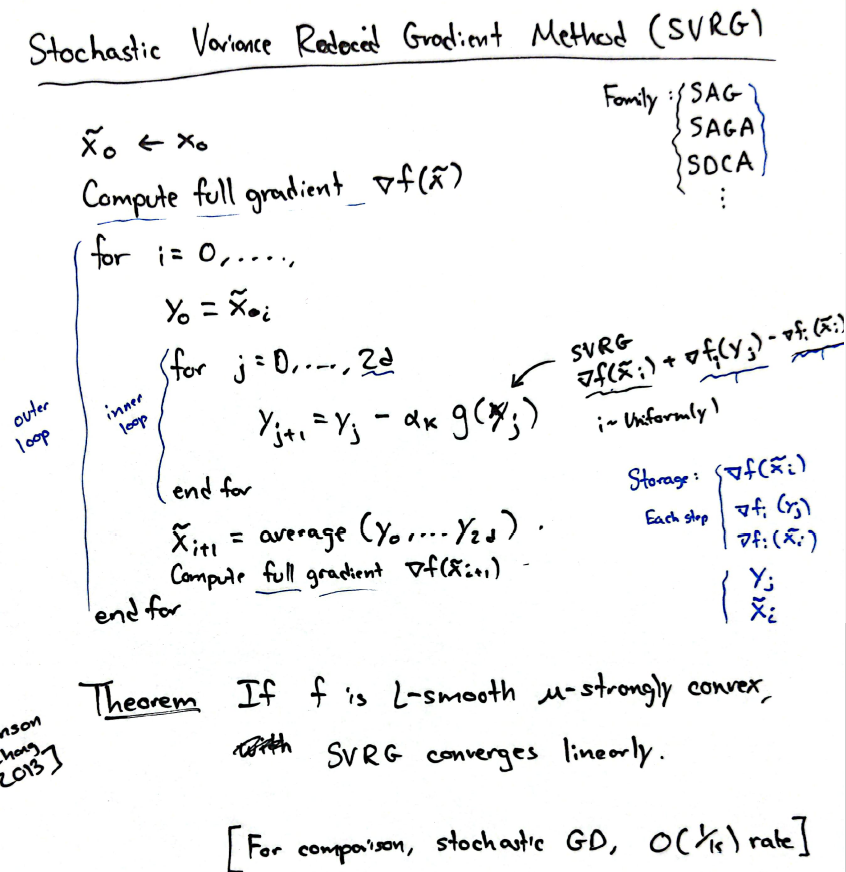 Stochastic Variance Reduced Gradient Method (SVRG)
Family : { SAG
SAGA
SDCA
⋮
x̃₀ ← x₀
Compute full gradient ∇f(x̃)
for i = 0,.....,
y₀ = x̃ᵢ
for j = 0,...., 2d
SVRG
∇f(x̃ᵢ) + ∇fᵢ(yⱼ) - ∇fᵢ(x̃ᵢ)
yⱼ₊₁ = yⱼ - αₖ g(yⱼ)
i ~ Uniformly)
outer
loop
inner
loop
end for
x̃ᵢ₊₁ = average (y₀,....y₂d) .
Compute full gradient ∇f(x̃ᵢ₊₁)
end for
Storage: ∇f(x̃ᵢ)
Each step ∇fᵢ (yⱼ)
∇fᵢ(x̃ᵢ)
yⱼ
x̃ᵢ
Theorem If f is L-smooth μ-strongly convex,
SVRG converges linearly.
nson
2013]
[For comparison, stochastic GD, O(1/k) rate]